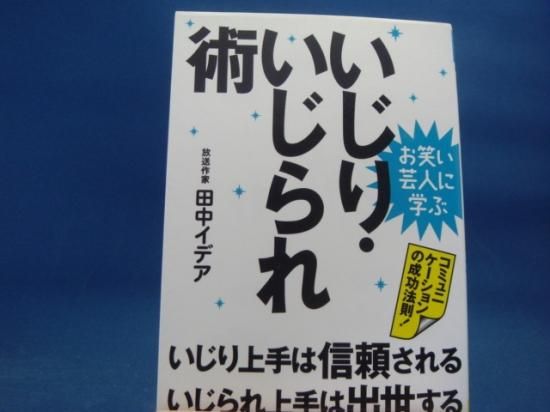 お笑い
芸人に
学ぶ
いじり・
いじられ
術
放送作家 田中イデア
コミュニ
ケーション
の成功法則!
いじり上手は信頼される
いじられ上手は出世する